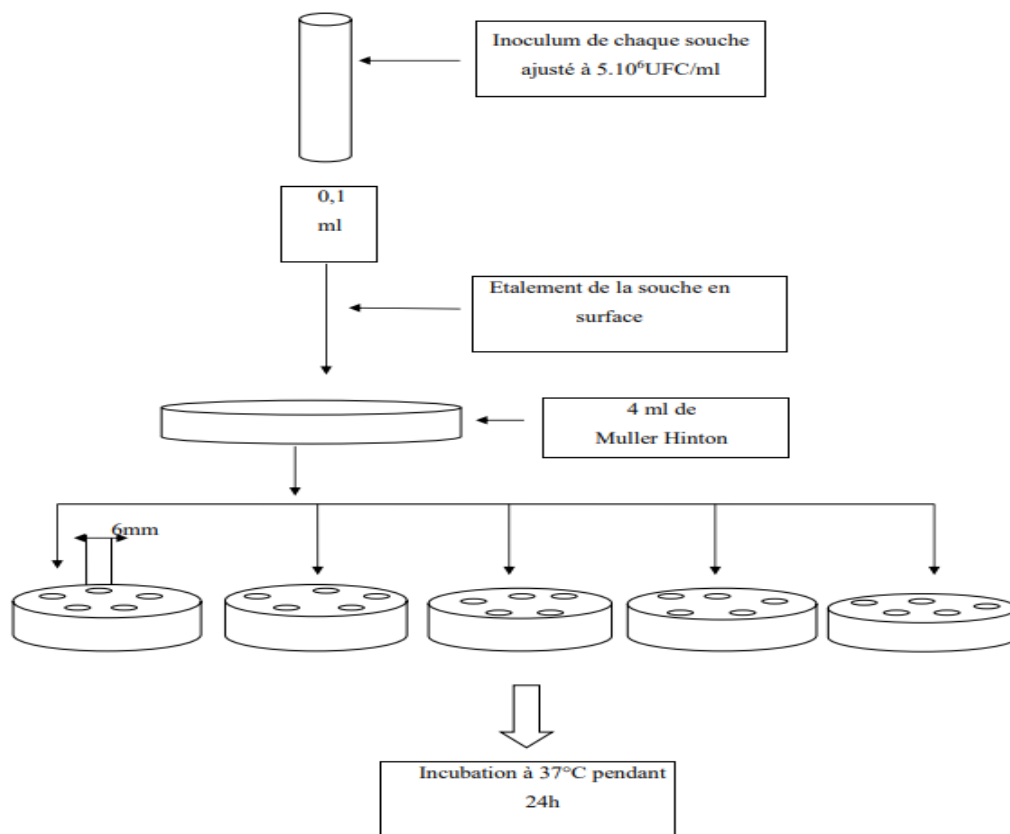 Inoculum de chaque souche
ajusté à 5.10⁶UFC/ml
0,1
ml
Etalement de la souche en
surface
4 ml de
Muller Hinton
6mm
Incubation à 37°C pendant
24h